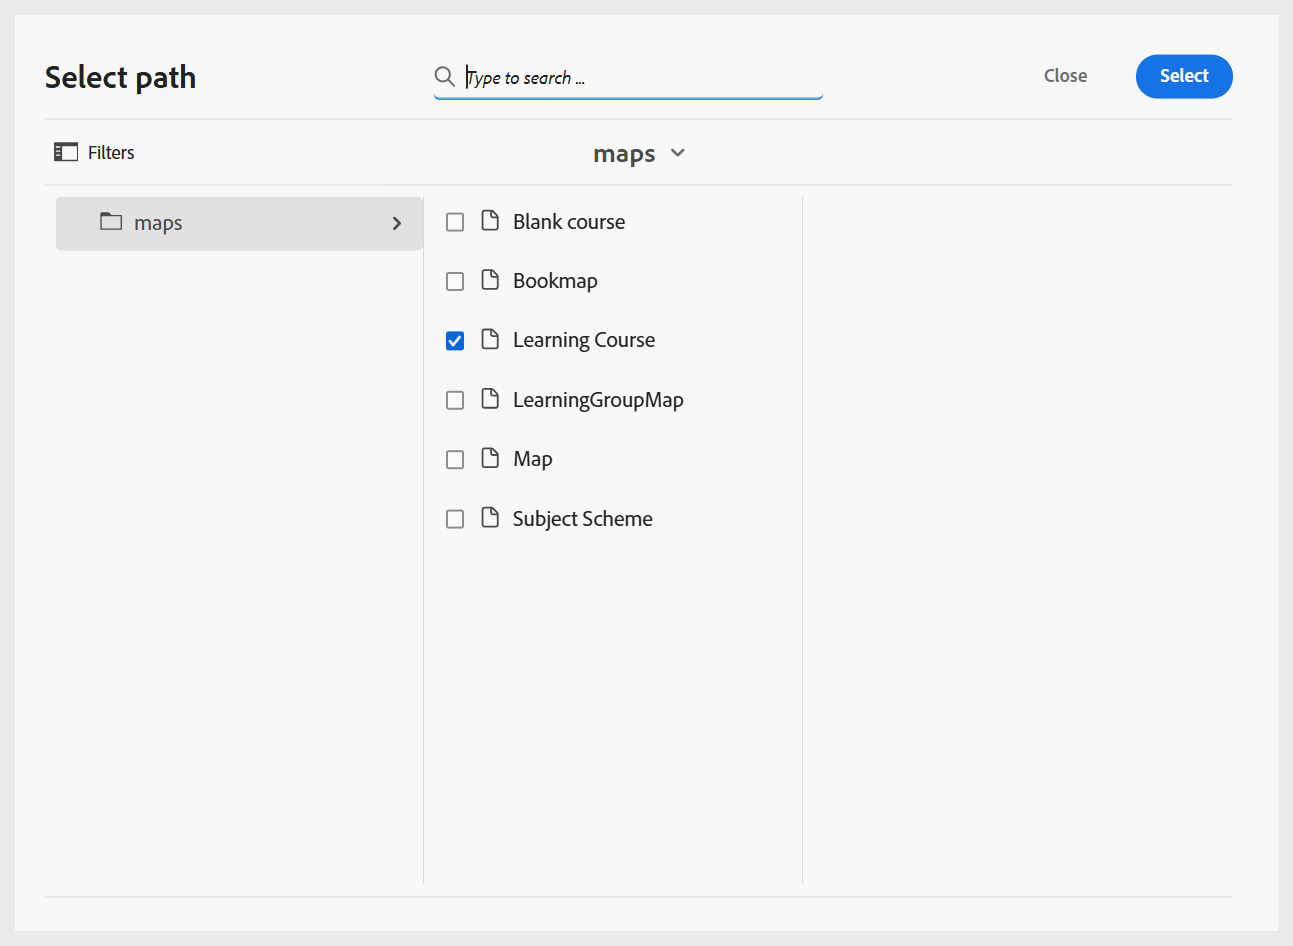 Select path
Type to search ...
Close
Select
Filters
maps
maps
Blank course
Bookmap
Learning Course
LearningGroupMap
Map
Subject Scheme